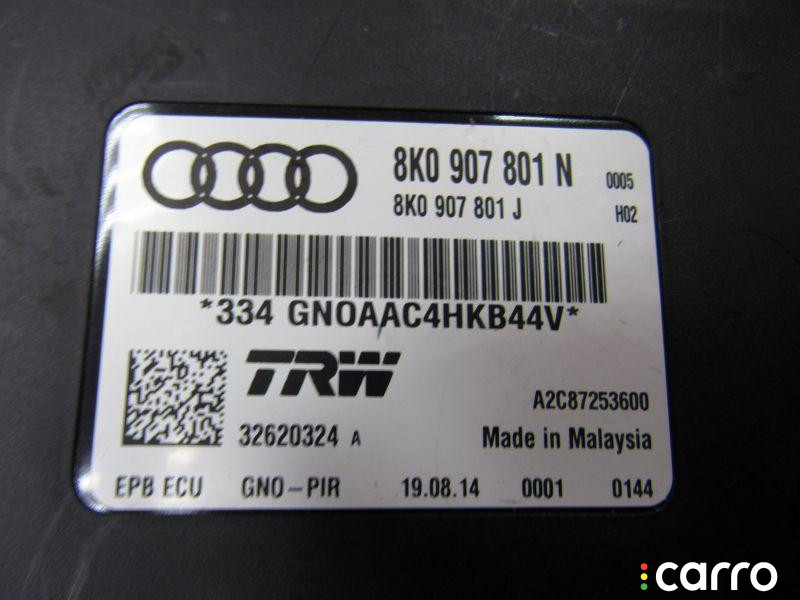 8K0 907 801 N 0005
8K0 907 801 J H02
*334 GNOAAC4HKB44V*
TRW
A2C87253600
32620324 A Made in Malaysia
EPB ECU GNO-PIR 19.08.14 0001 0144
carro